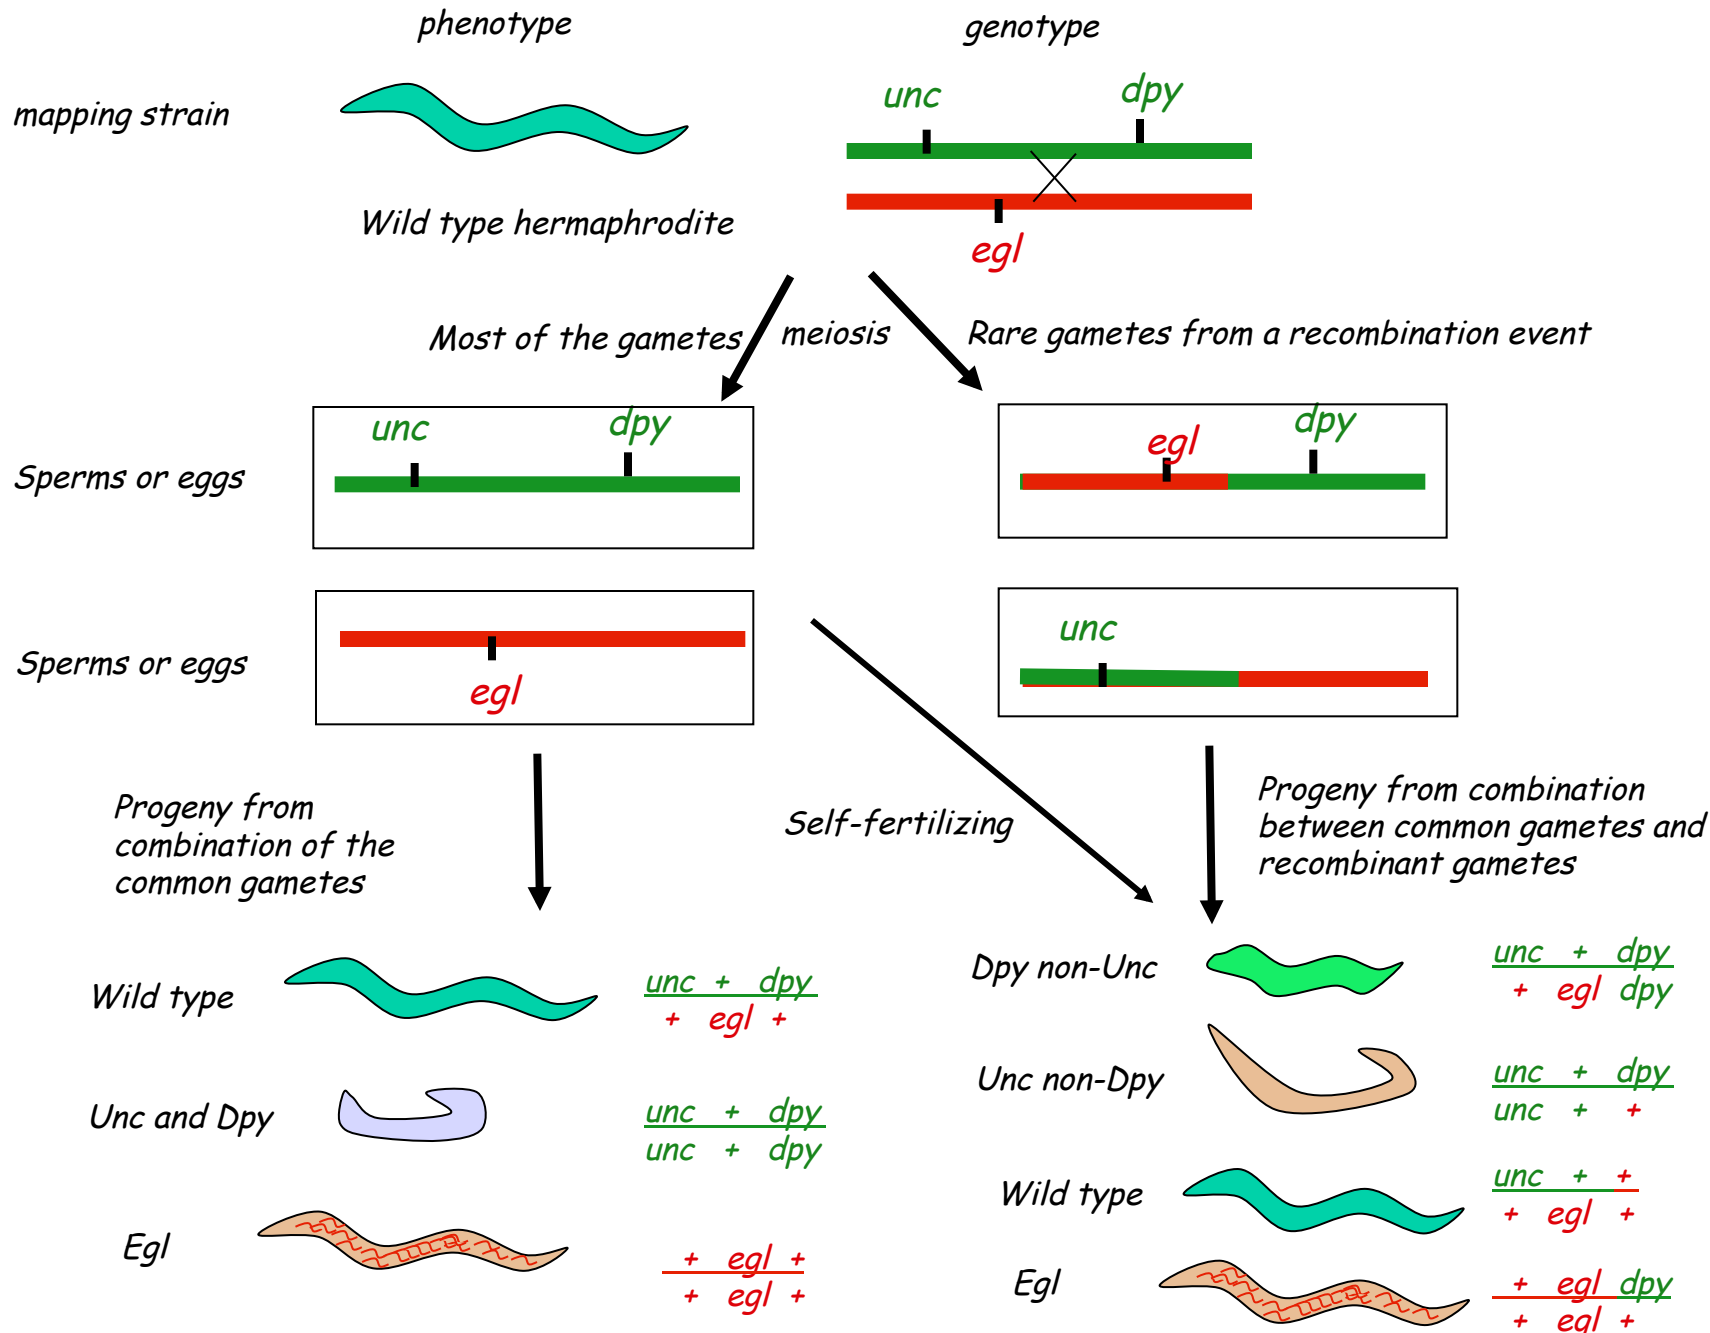 phenotype
genotype
mapping strain
unc
dpy
Wild type hermaphrodite
egl
Most of the gametes
meiosis
Rare gametes from a recombination event
Sperms or eggs
unc
dpy
egl
dpy
Sperms or eggs
egl
unc
Progeny from
combination of the
common gametes
Self-fertilizing
Progeny from combination
between common gametes and
recombinant gametes
Wild type
unc + dpy
+ egl +
Unc and Dpy
unc + dpy
unc + dpy
Egl
+ egl +
+ egl +
Dpy non-Unc
unc + dpy
+ egl dpy
Unc non-Dpy
unc + dpy
unc + +
Wild type
unc + +
+ egl +
Egl
+ egl dpy
+ egl +